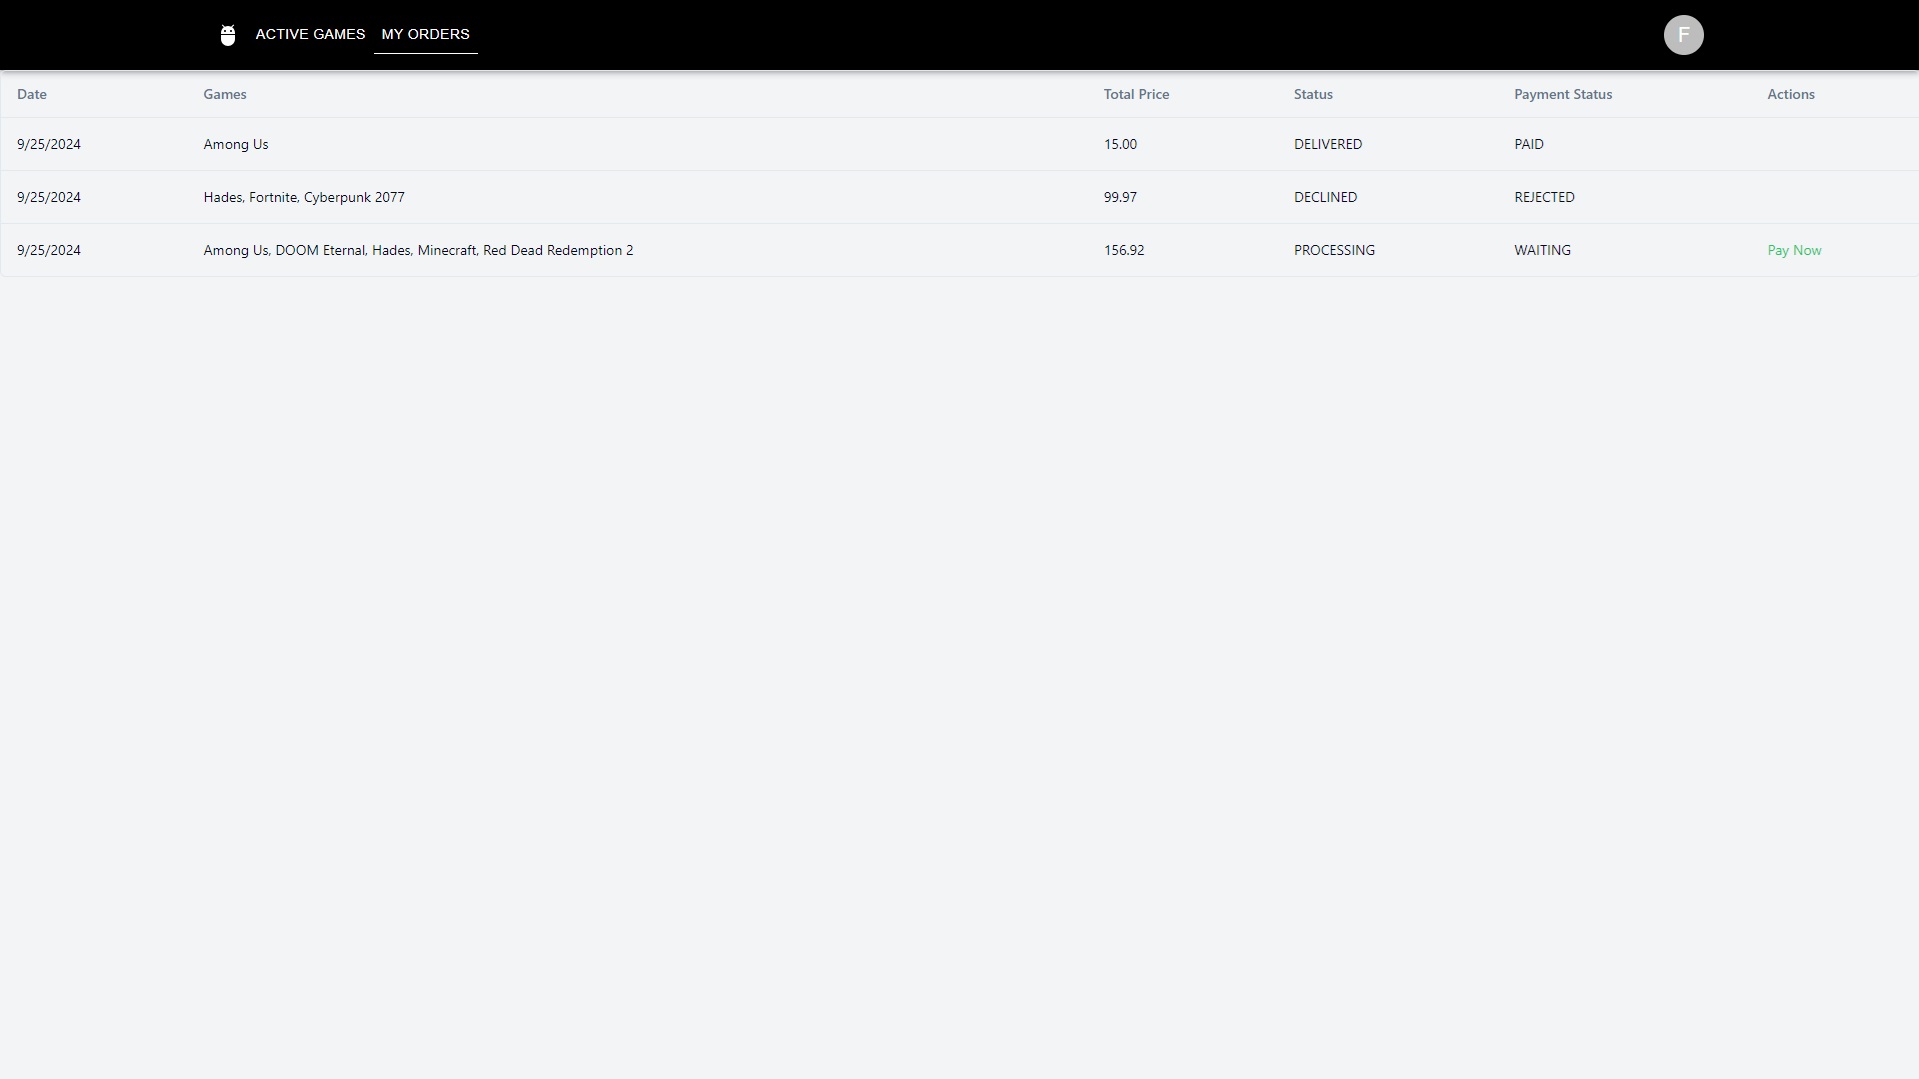 ACTIVE GAMES MY ORDERS F
Date Games Total Price Status Payment Status Actions
9/25/2024 Among Us 15.00 DELIVERED PAID
9/25/2024 Hades, Fortnite, Cyberpunk 2077 99.97 DECLINED REJECTED
9/25/2024 Among Us, DOOM Eternal, Hades, Minecraft, Red Dead Redemption 2 156.92 PROCESSING WAITING Pay Now